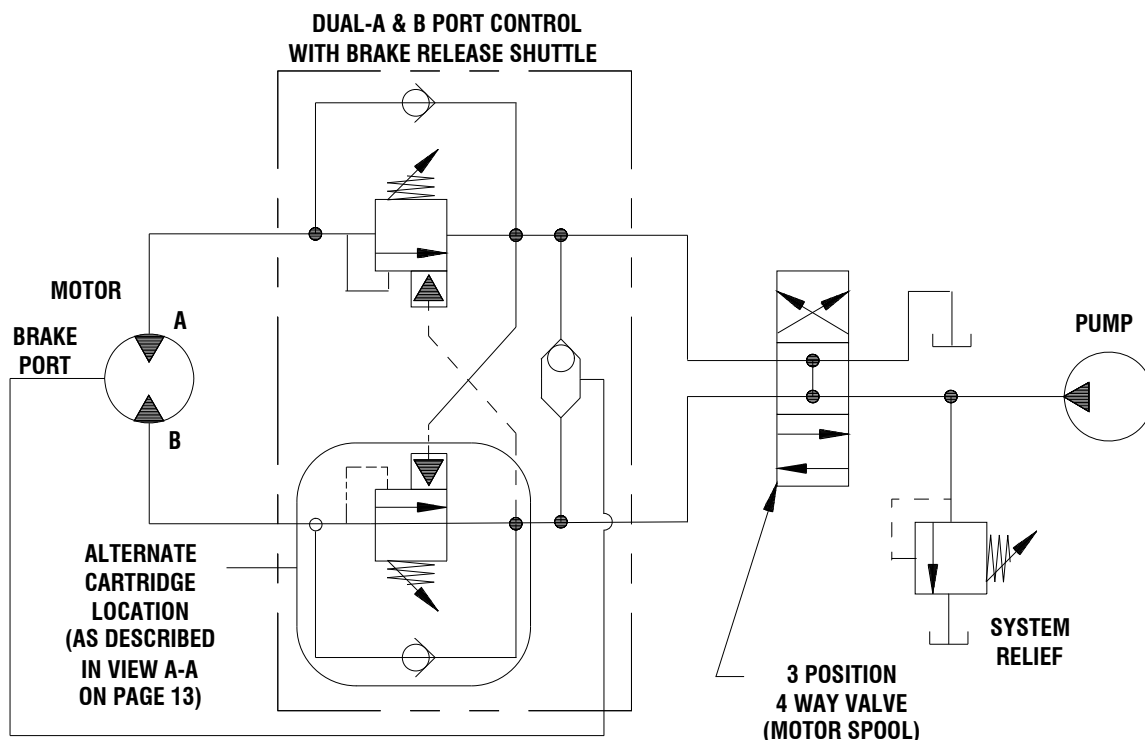 DUAL-A & B PORT CONTROL
WITH BRAKE RELEASE SHUTTLE
MOTOR
A
BRAKE
PORT
B
PUMP
ALTERNATE
CARTRIDGE
LOCATION
(AS DESCRIBED
IN VIEW A-A
ON PAGE 13)
SYSTEM
RELIEF
3 POSITION
4 WAY VALVE
(MOTOR SPOOL)